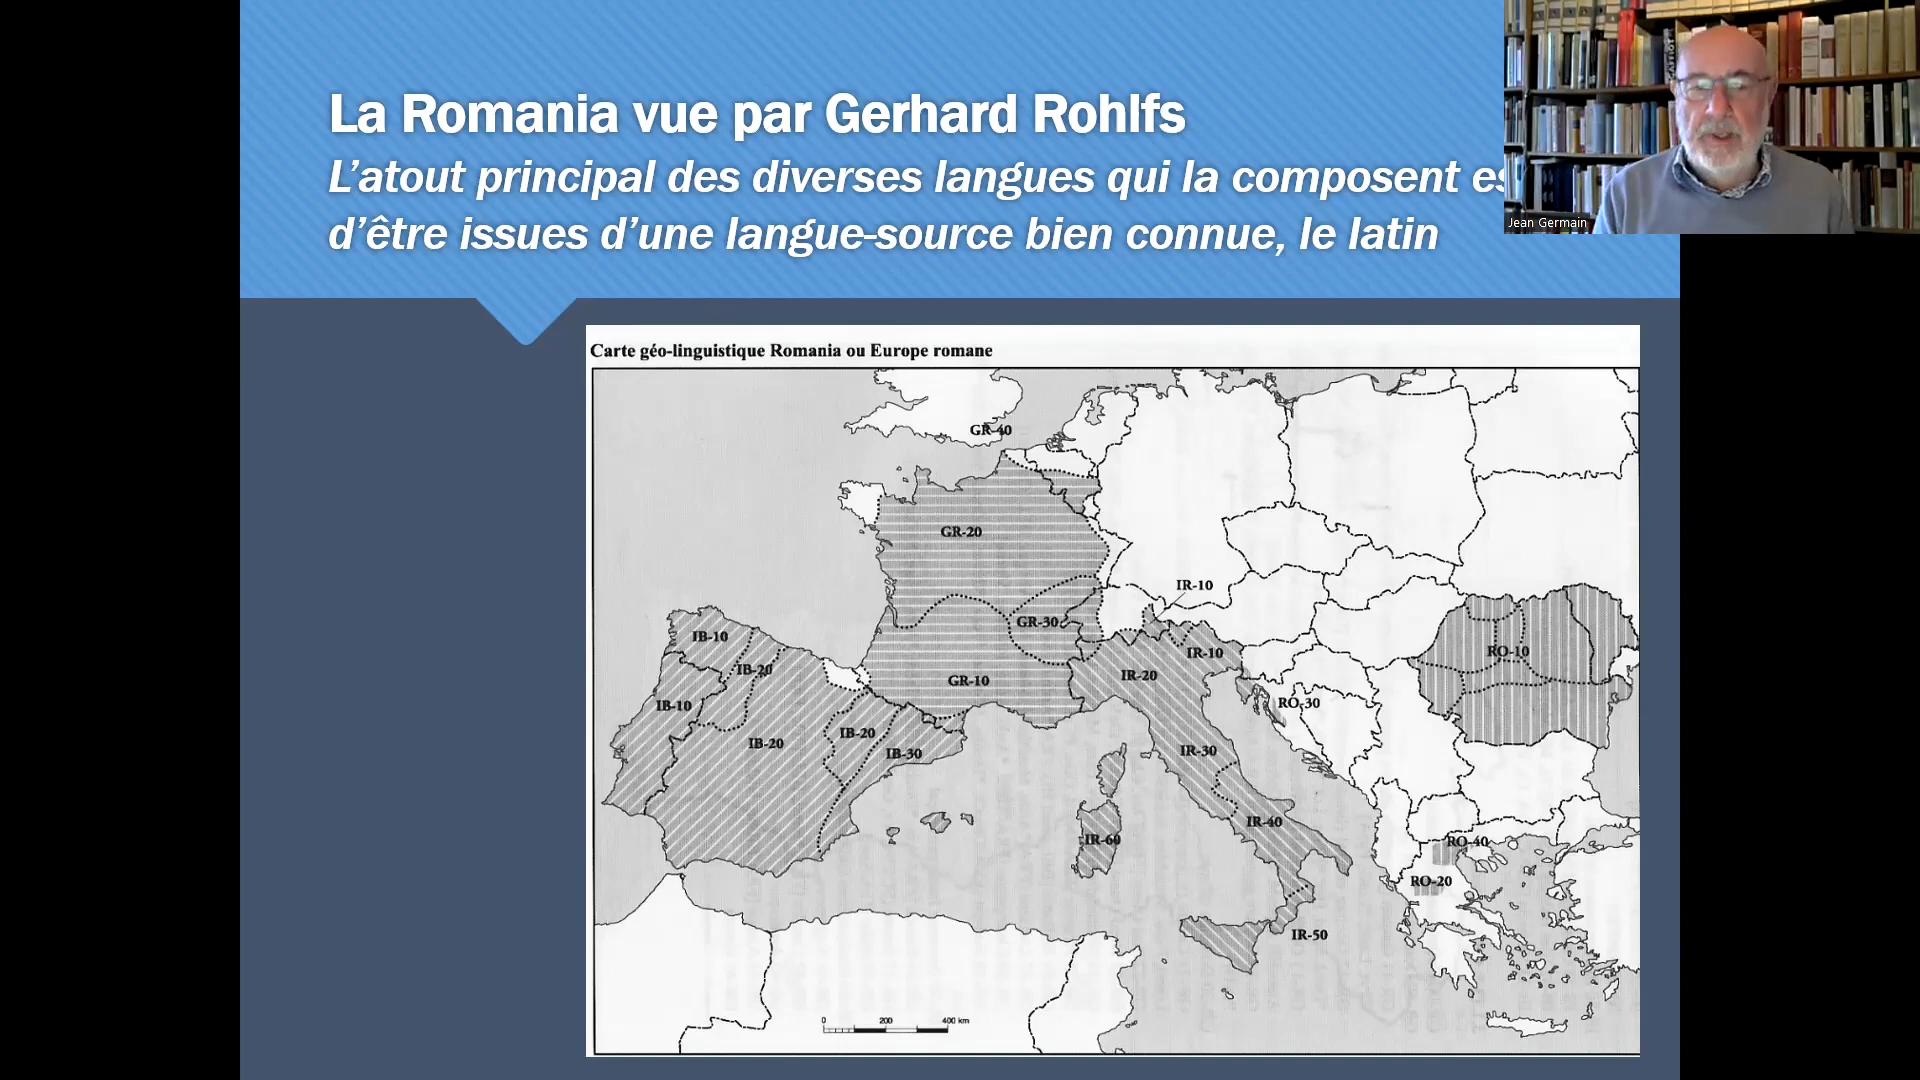 La Romania vue par Gerhard Rohlfs
L’atout principal des diverses langues qui la composent es
d’être issues d’une langue-source bien connue, le latin
Jean Germain
Carte géo-linguistique Romania ou Europe romane
GR-40
GR-20
IR-10
GR-30
IB-10
IB-20
IR-10
RO-10
IR-20
GR-10
IB-10
RO-30
IB-20
IB-20
IB-30
IR-30
IR-40
IR-60
RO-40
RO-20
IR-50
0 200 400 km